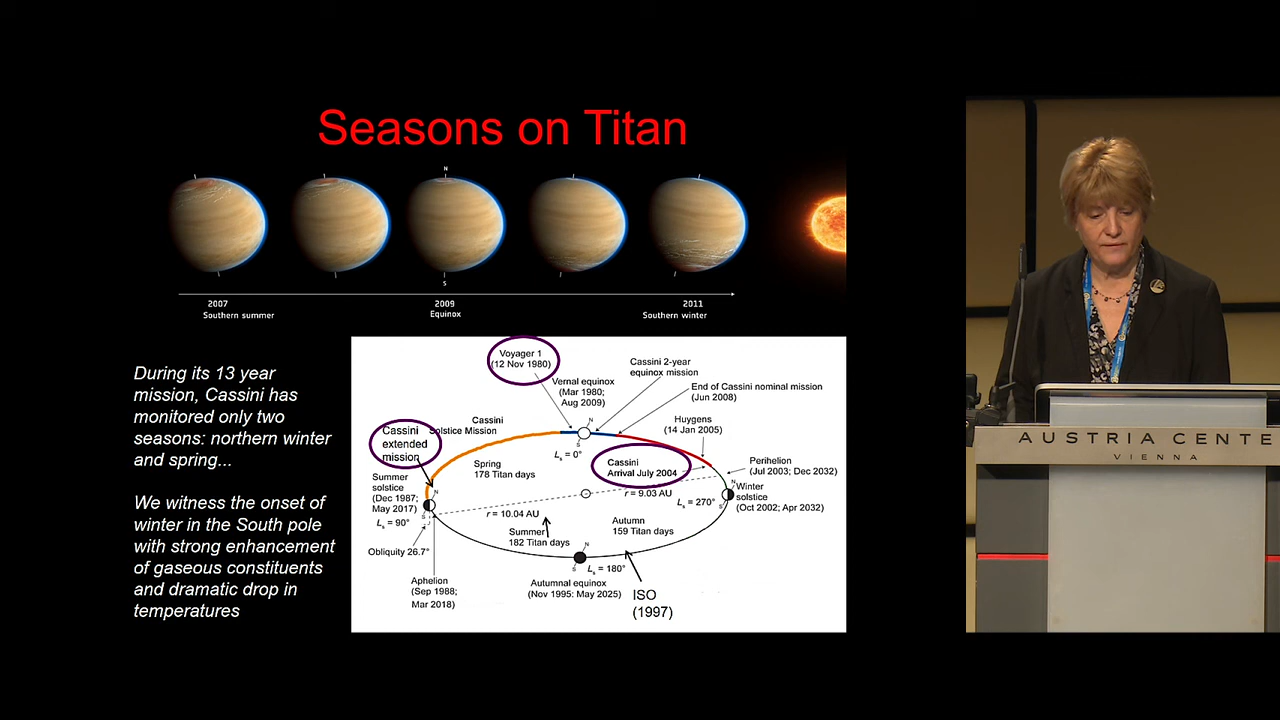 Seasons on Titan
N
S
2007
Southern summer
2009
Equinox
2011
Southern winter
During its 13 year
mission, Cassini has
monitored only two
seasons: northern winter
and spring...
We witness the onset of
winter in the South pole
with strong enhancement
of gaseous constituents
and dramatic drop in
temperatures
Voyager 1
(12 Nov 1980)
Vernal equinox
(Mar 1980;
Aug 2009)
Cassini 2-year
equinox mission
End of Cassini nominal mission
(Jun 2008)
Huygens
(14 Jan 2005)
Cassini
Solstice Mission
Cassini
extended
mission
N
S
Ls = 0°
Cassini
Arrival July 2004
Perihelion
(Jul 2003; Dec 2032)
Spring
178 Titan days
Summer
solstice
(Dec 1987;
May 2017)
N
S
Ls = 90°
r = 9.03 AU
Ls = 270°
N
S
Winter
solstice
(Oct 2002; Apr 2032)
r = 10.04 AU
Summer
182 Titan days
Autumn
159 Titan days
Obliquity 26.7°
N
S
Ls = 180°
Aphelion
(Sep 1988;
Mar 2018)
Autumnal equinox
(Nov 1995; May 2025)
ISO
(1997)
AUSTRIA CENTE
VIENNA